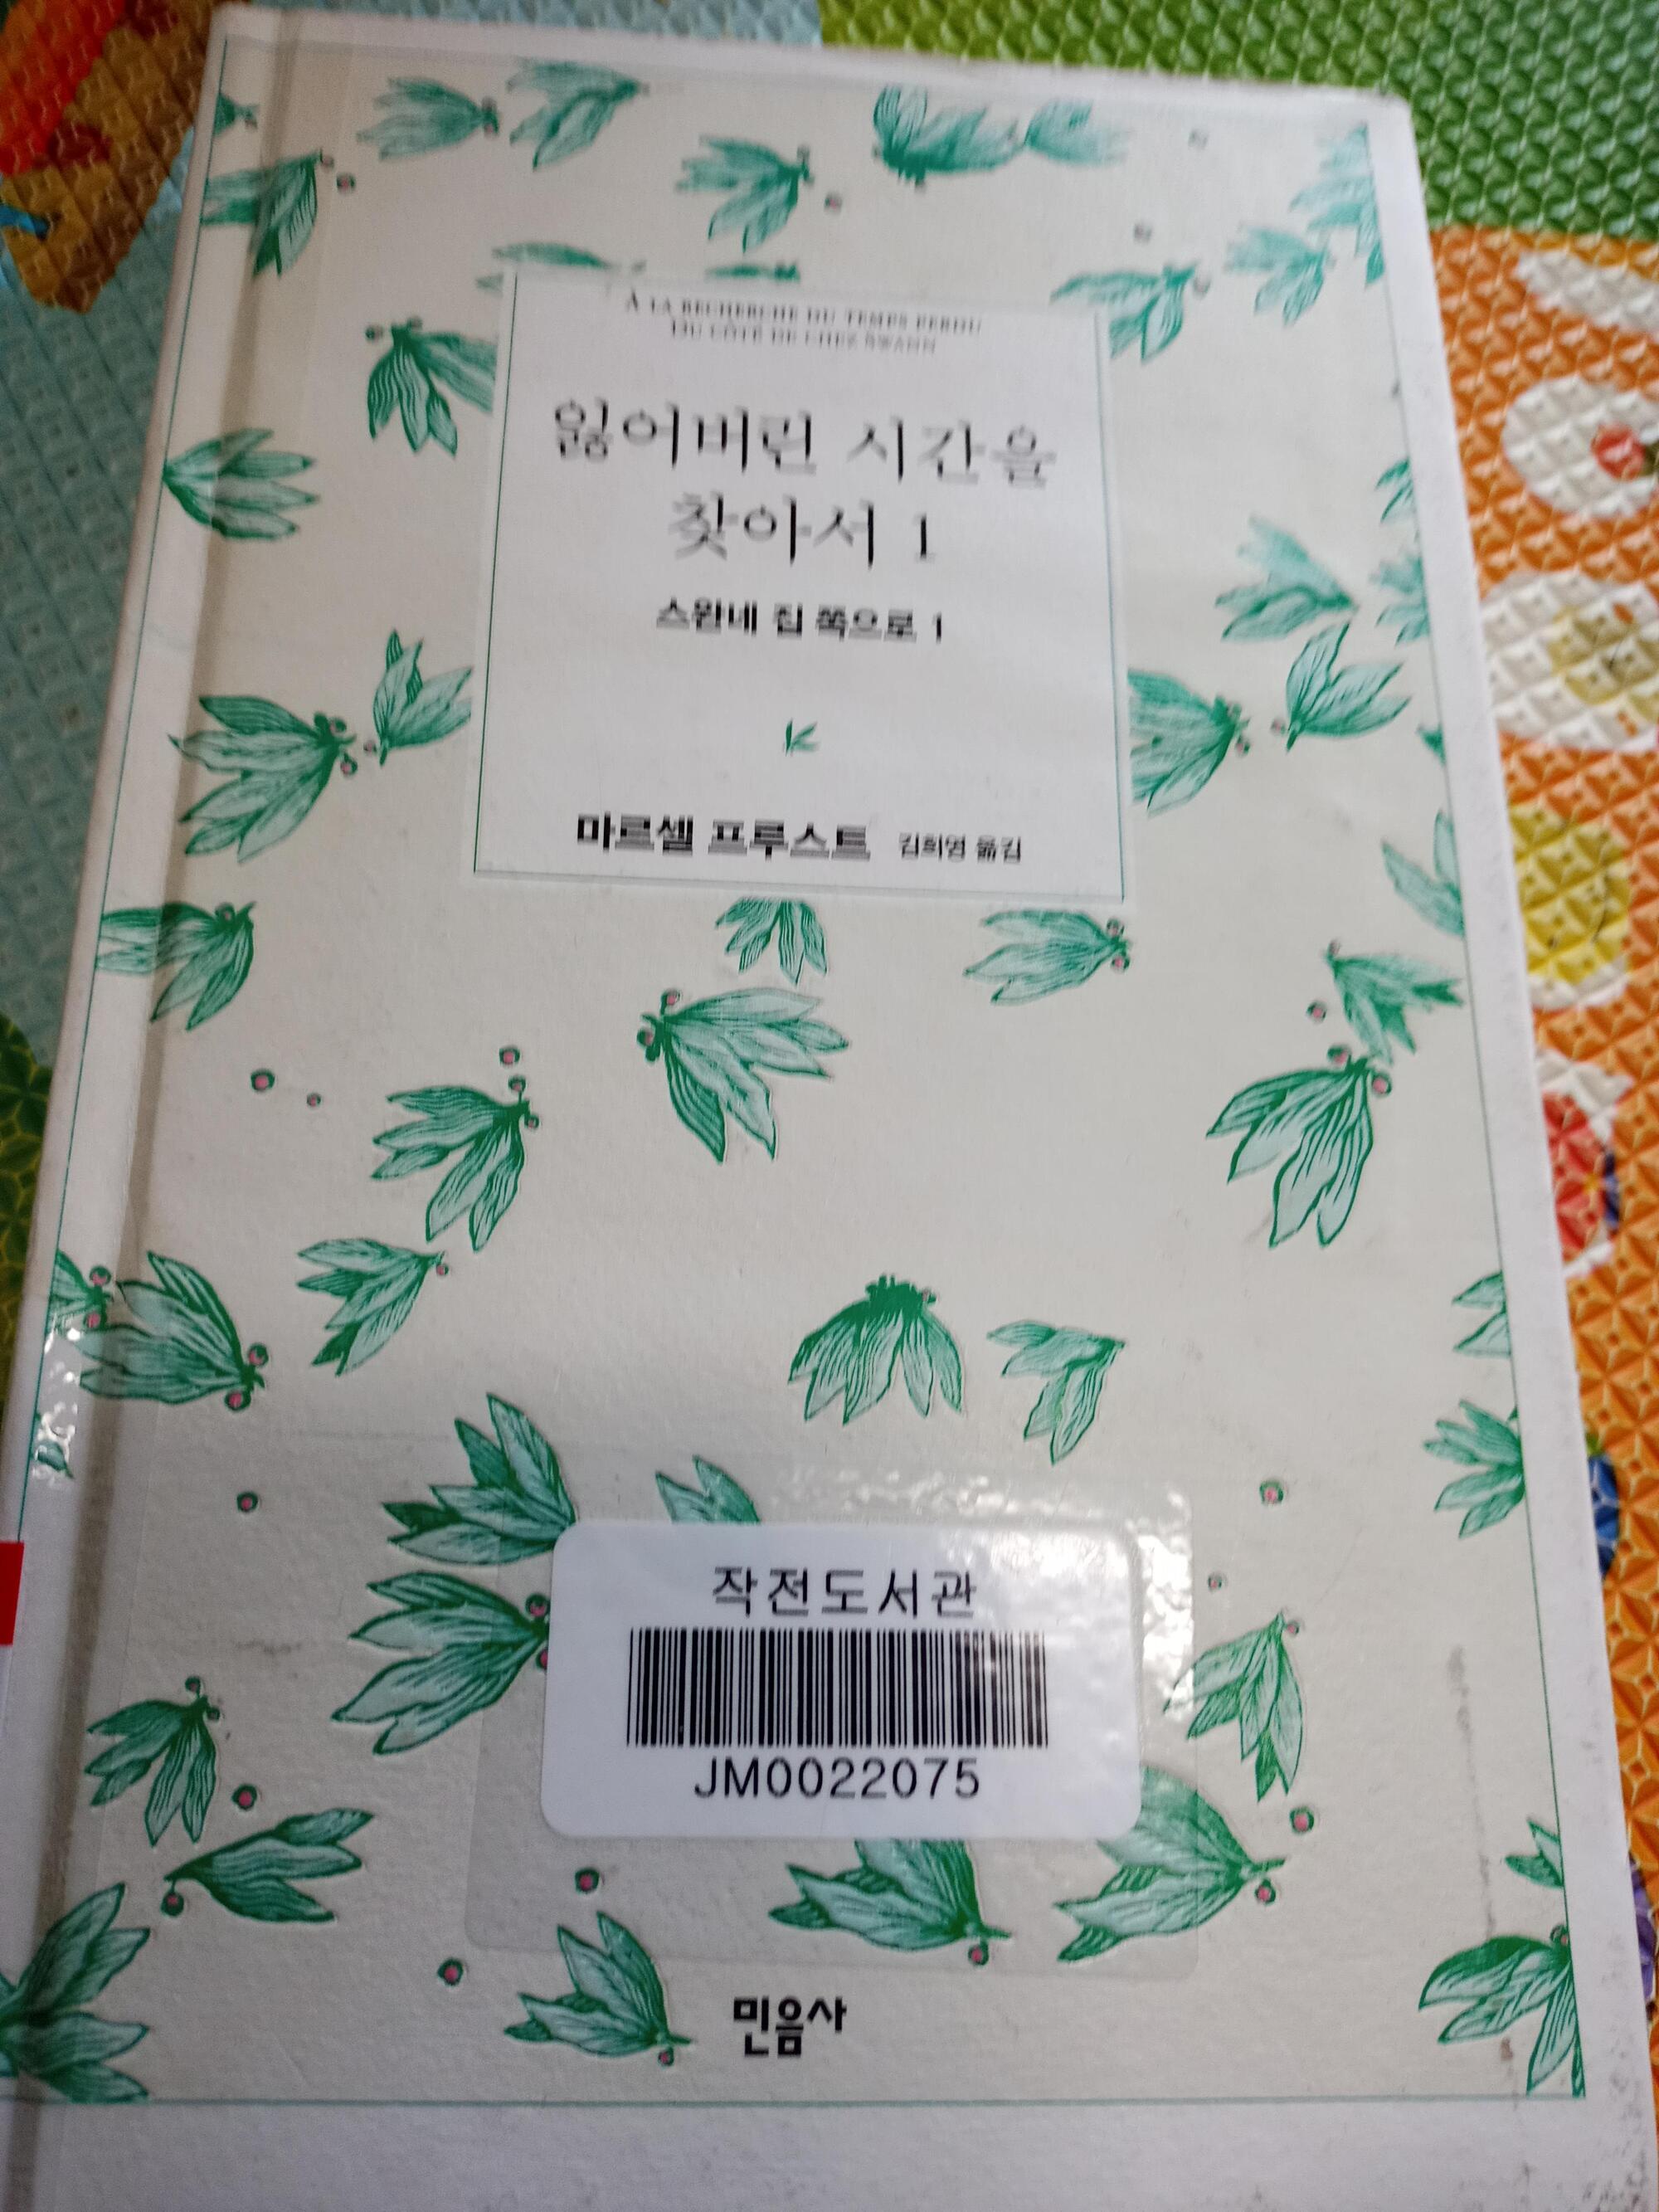 À LA RECHERCHE DU TEMPS PERDU
DU CÔTÉ DE CHEZ SWANN
잃어버린 시간을
찾아서 1
스완네 집 쪽으로 1
마르셀 프루스트 김희영 옮김
작전도서관
JM0022075
민음사